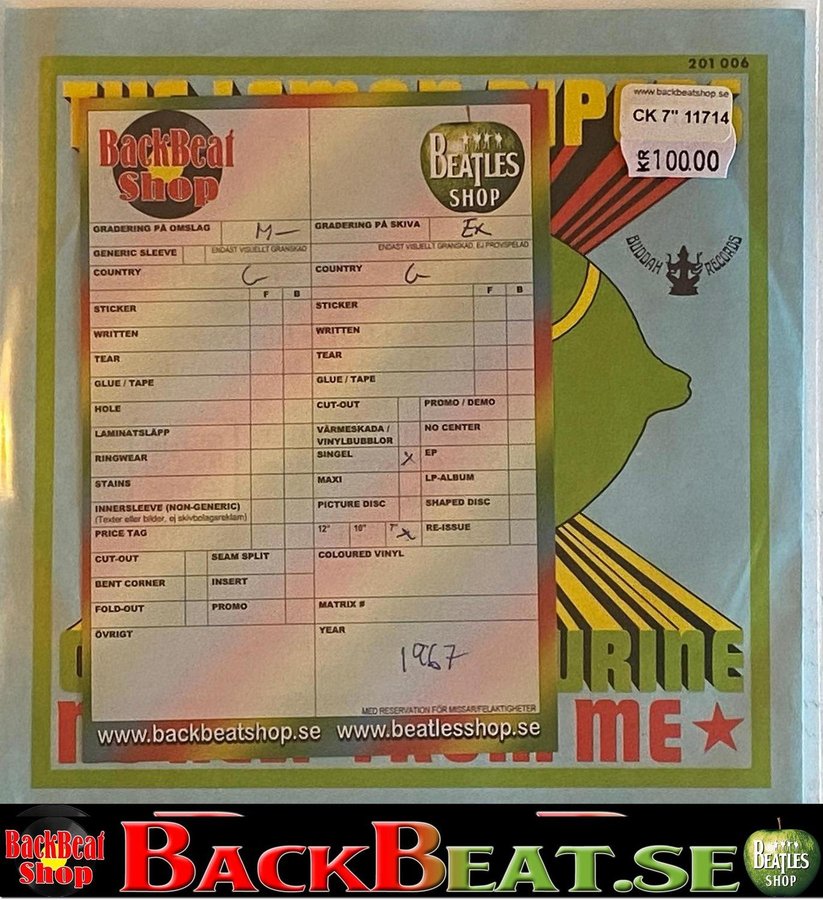 201 006
www.backbeatshop.se
CK 7" 11714
KR 100.00
BUDDAH RECORDS
BACKBEAT
SHOP
BEATLES
SHOP
GRADERING PÅ OMSLAG M-
GRADERING PÅ SKIVA Ex
GENERIC SLEEVE ENDAST VISUELLT GRANSKAD
ENDAST VISUELLT GRANSKAD, EJ PROVSPELAD
COUNTRY G
COUNTRY G
F B
F B
STICKER
STICKER
WRITTEN
WRITTEN
TEAR
TEAR
GLUE / TAPE
GLUE / TAPE
HOLE
CUT-OUT PROMO / DEMO
LAMINATSLÄPP
VÄRMESKADA /
VINYLBUBBLOR
NO CENTER
RINGWEAR
SINGEL X EP
STAINS
MAXI LP-ALBUM
INNERSLEEVE (NON-GENERIC)
(Texter eller bilder, ej skivbolagsreklam)
PICTURE DISC SHAPED DISC
PRICE TAG
12" 10" 7" X RE-ISSUE
CUT-OUT SEAM SPLIT
COLOURED VINYL
BENT CORNER INSERT
FOLD-OUT PROMO
MATRIX #
ÖVRIGT
YEAR
1967
MED RESERVATION FÖR MISSAR/FELAKTIGHETER
www.backbeatshop.se www.beatlesshop.se
ME
BACKBEAT
SHOP
BACKBEAT.SE
BEATLES
SHOP